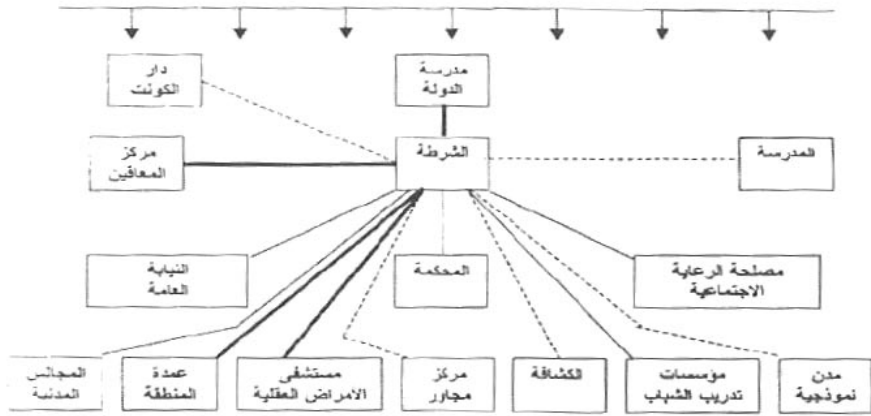 دار
الكونت
مدرسة
الدولة
مركز
المعاقين
الشرطة
المدرسة
النيابة
العامة
المحكمة
مصلحة الرعاية
الاجتماعية
المجالس
المدنية
عمدة
المنطقة
مستشفى
الامراض العقلية
مركز
مجاور
الكشافة
مؤسسات
تدريب الشباب
مدن
نموذجية